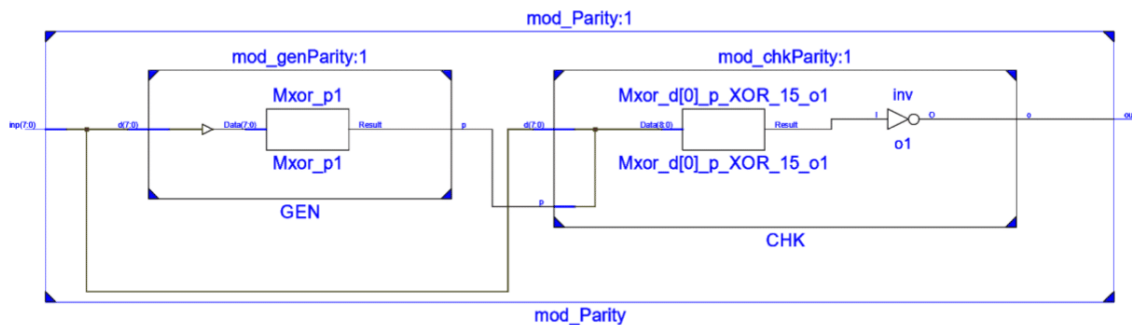 mod_Parity:1
mod_genParity:1
mod_chkParity:1
Mxor_p1
Mxor_d[0]_p_XOR_15_o1
inv
inp(7:0)
d(7:0)
Data(7:0)
Result
p
d(7:0)
Data(8:0)
Result
I
O
o
ou
Mxor_p1
Mxor_d[0]_p_XOR_15_o1
o1
p
GEN
CHK
mod_Parity